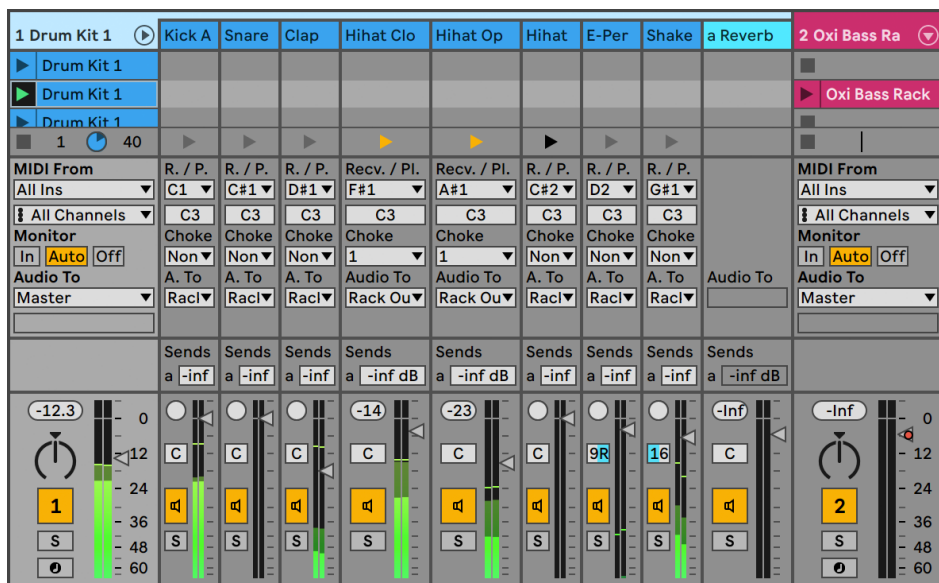 1 Drum Kit 1 Kick A Snare Clap Hihat Clo Hihat Op Hihat E-Per Shake a Reverb 2 Oxi Bass Ra
Drum Kit 1
Drum Kit 1 Oxi Bass Rack
Drum Kit 1
1 40
MIDI From R. / P. R. / P. R. / P. Recv. / Pl. Recv. / Pl. R. / P. R. / P. R. / P. MIDI From
All Ins C1 C#1 D#1 F#1 A#1 C#2 D2 G#1 All Ins
All Channels C3 C3 C3 C3 C3 C3 C3 C3 All Channels
Monitor Choke Choke Choke Choke Choke Choke Choke Choke Monitor
In Auto Off Non Non Non 1 1 Non Non Non In Auto Off
Audio To A. To A. To A. To Audio To Audio To A. To A. To A. To Audio To Audio To
Master Racl Racl Racl Rack Ou Rack Ou Racl Racl Racl Master
Sends Sends Sends Sends Sends Sends Sends Sends Sends
a -inf a -inf a -inf a -inf dB a -inf dB a -inf a -inf a -inf a -inf dB
-12.3 0 -14 -23 -Inf -Inf 0
12 C C C C C C 9R 16 C 12
24 24
1 2
36 36
S S S S S S S S S S S
48 48
60 60